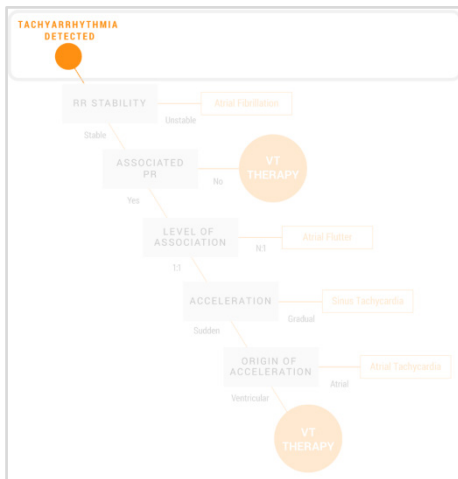 TACHYARRHYTHMIA
DETECTED
RR STABILITY
Atrial Fibrillation
Unstable
Stable
ASSOCIATED
PR
VT
THERAPY
No
Yes
LEVEL OF
ASSOCIATION
Atrial Flutter
N:1
1:1
ACCELERATION
Sinus Tachycardia
Gradual
Sudden
ORIGIN OF
ACCELERATION
Atrial Tachycardia
Atrial
Ventricular
VT
THERAPY